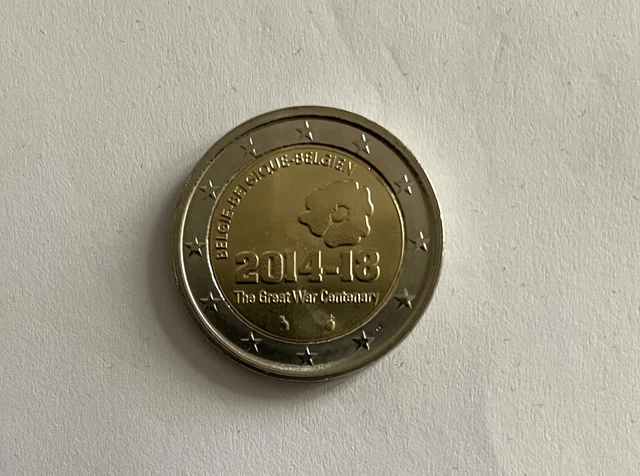 BELGIE-BELGIQUE-BELGIEN
2014-18
The Great War Centenary